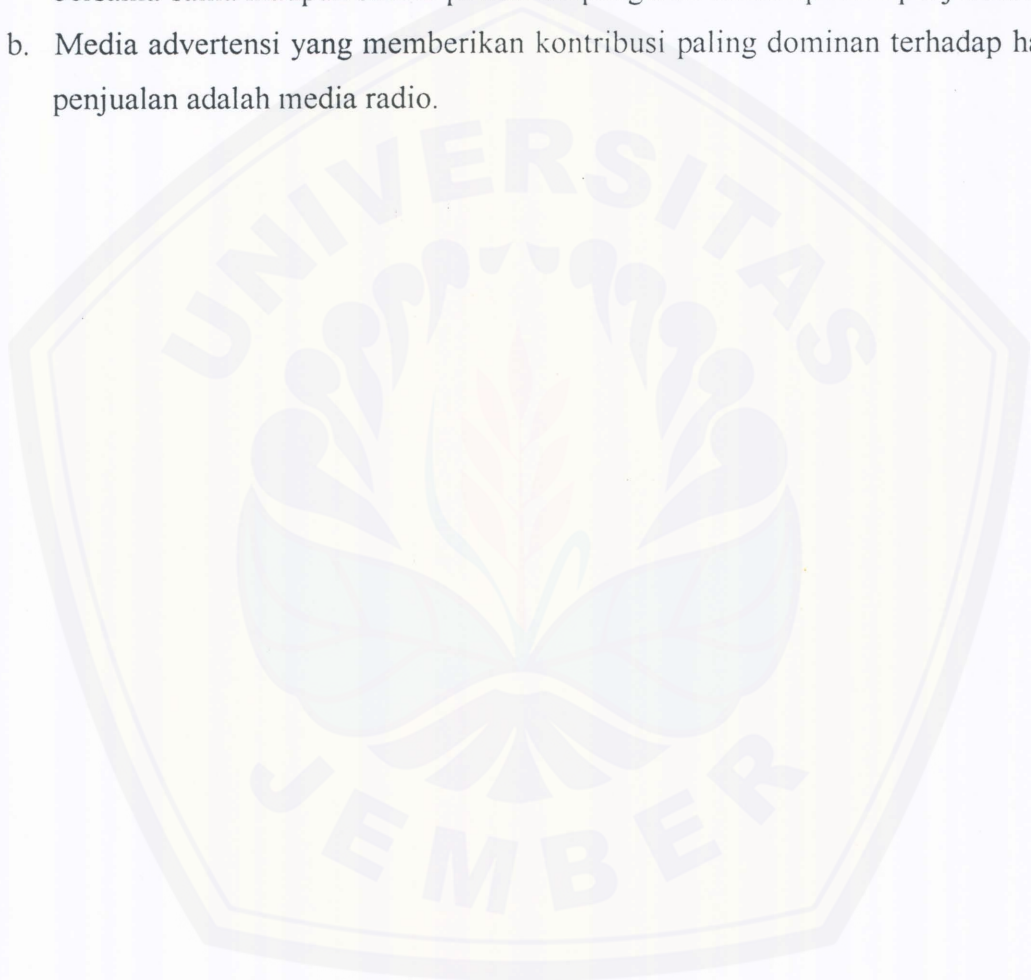 b. Media advertensi yang memberikan kontribusi paling dominan terhadap
penjualan adalah media radio.
UNIVERSITAS
JEMBER